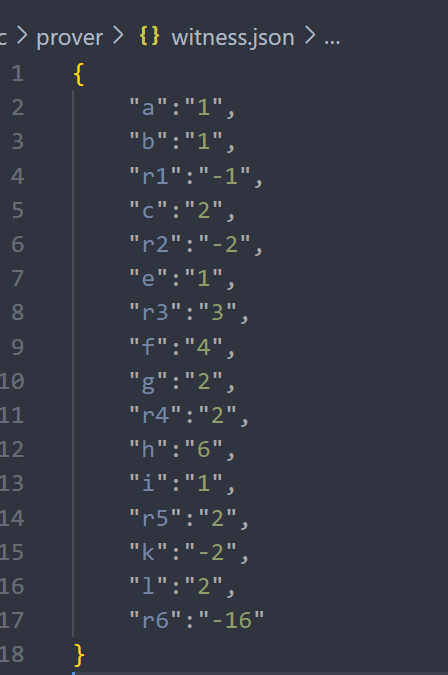 c > prover > {} witness.json > ...
1 {
2 "a":"1",
3 "b":"1",
4 "r1":"-1",
5 "c":"2",
6 "r2":"-2",
7 "e":"1",
8 "r3":"3",
9 "f":"4",
10 "g":"2",
11 "r4":"2",
12 "h":"6",
13 "i":"1",
14 "r5":"2",
15 "k":"-2",
16 "l":"2",
17 "r6":"-16"
18 }